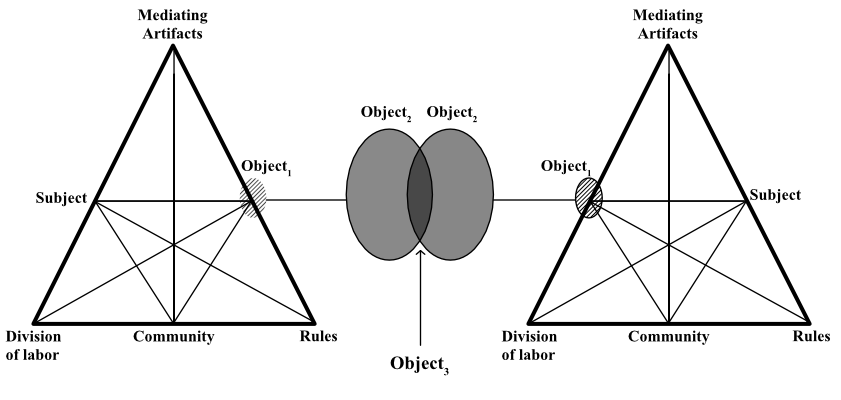 Mediating
Artifacts
Mediating
Artifacts
Object₂
Object₂
Object₁
Object₁
Subject
Subject
Division
of labor
Community
Rules
Division
of labor
Community
Rules
Object₃